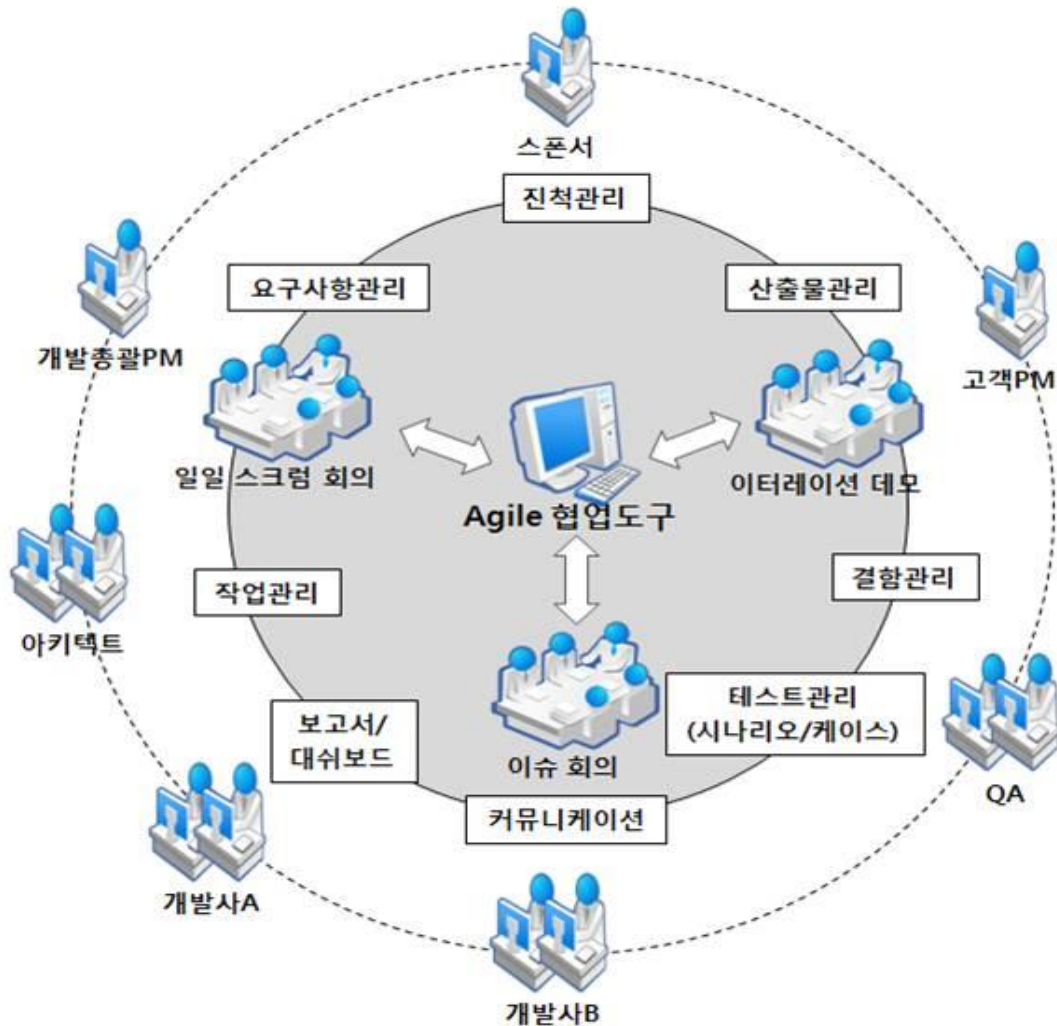 스폰서
진척관리
요구사항관리
산출물관리
개발총괄PM
고객PM
일일 스크럼 회의
이터레이션 데모
Agile 협업도구
아키텍트
작업관리
결함관리
테스트관리
(시나리오/케이스)
보고서/
대쉬보드
이슈 회의
QA
커뮤니케이션
개발사A
개발사B